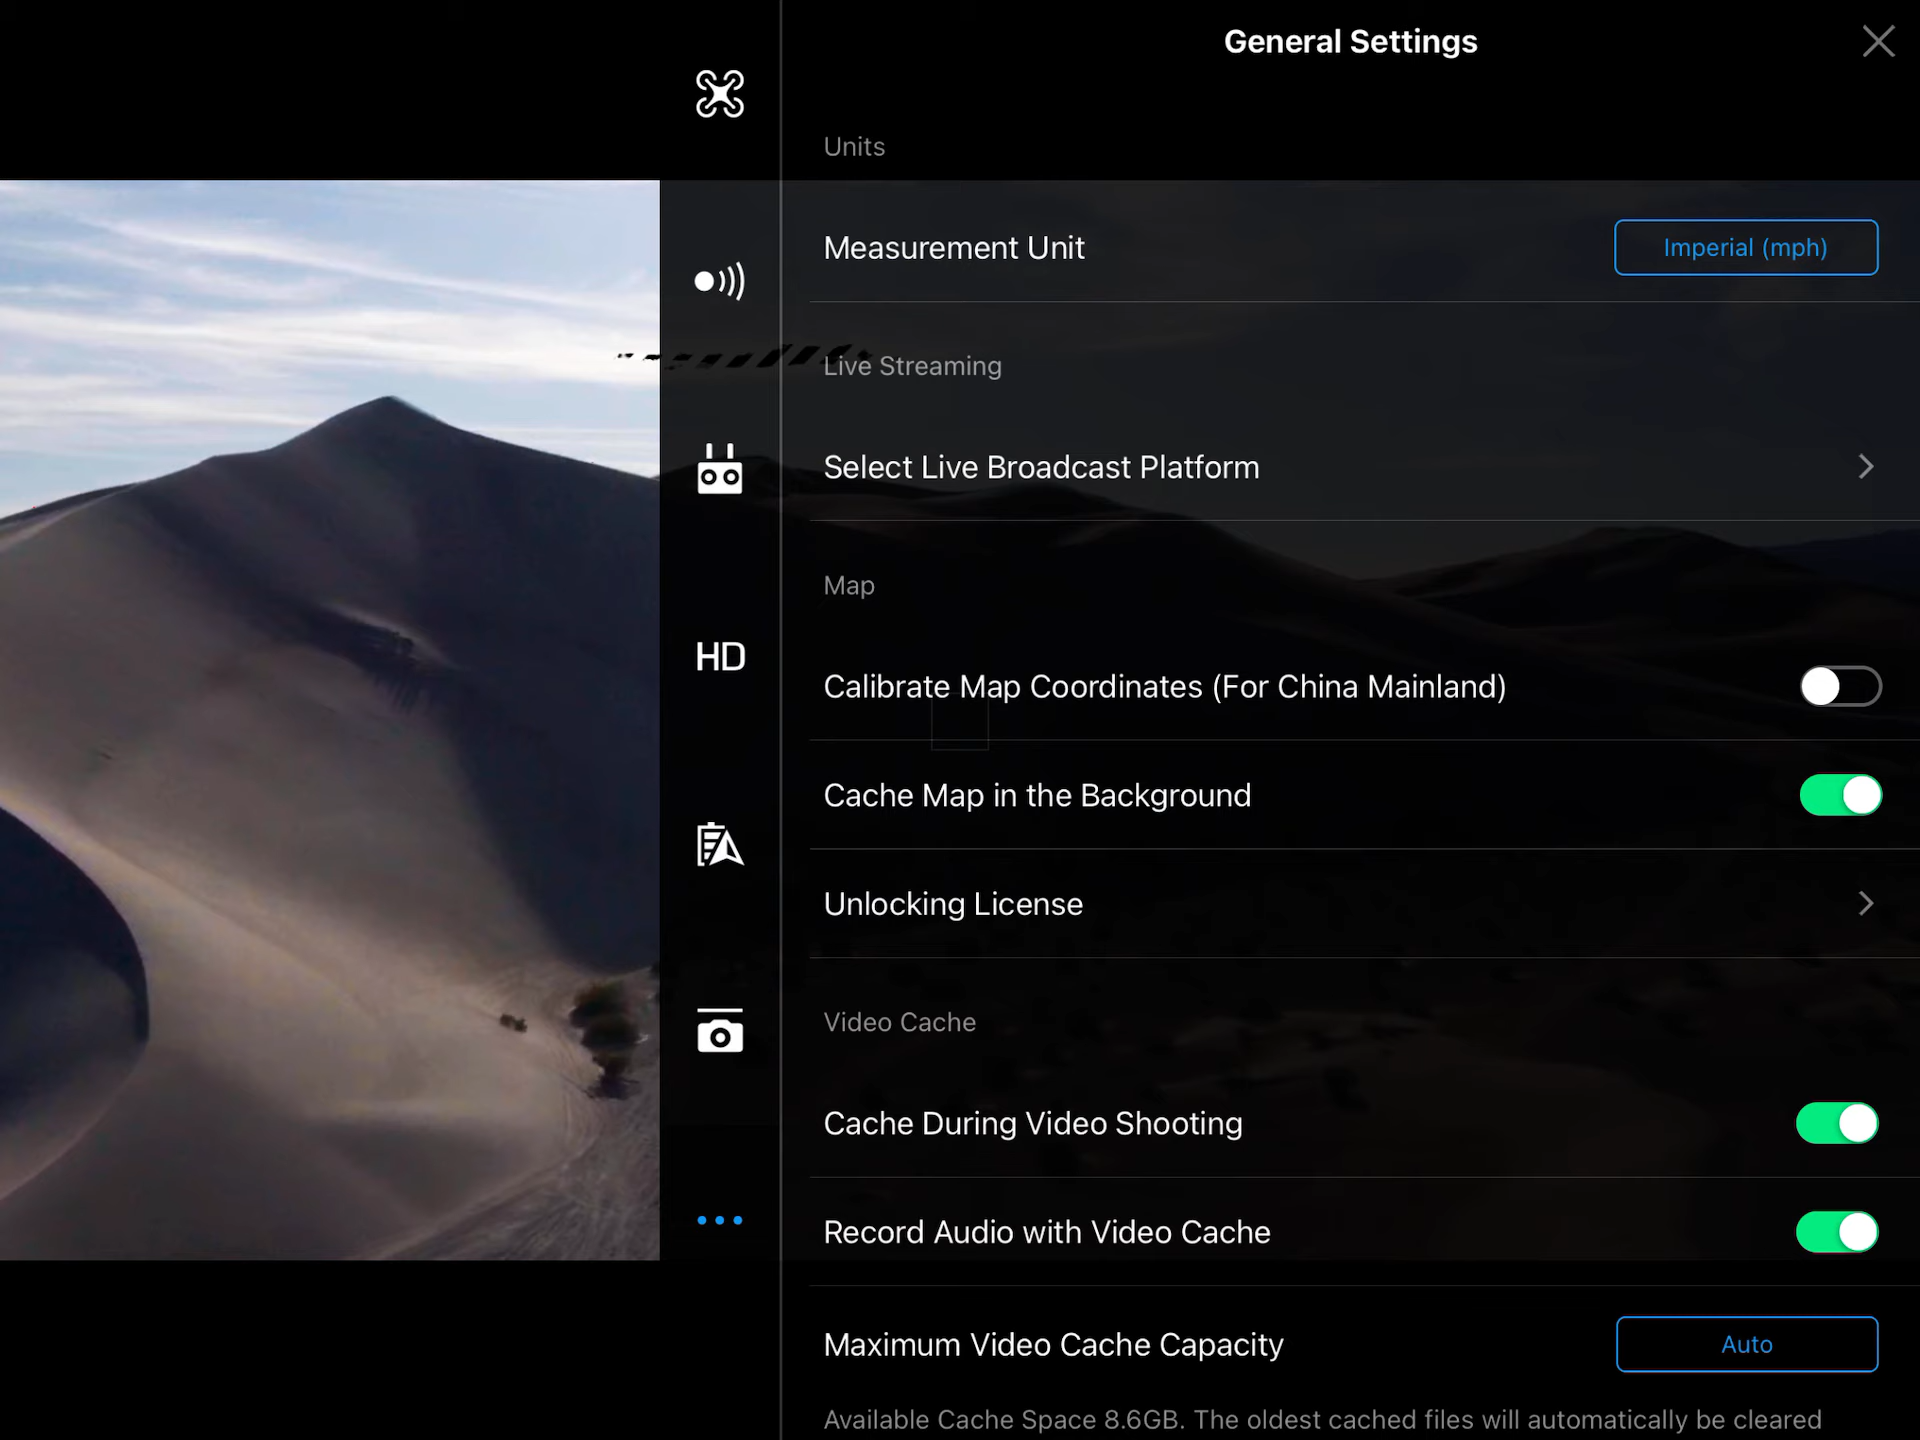 General Settings
Units
Measurement Unit
Imperial (mph)
Live Streaming
Select Live Broadcast Platform
Map
HD
Calibrate Map Coordinates (For China Mainland)
Cache Map in the Background
Unlocking License
Video Cache
Cache During Video Shooting
Record Audio with Video Cache
Maximum Video Cache Capacity
Auto
Available Cache Space 8.6GB. The oldest cached files will automatically be cleared